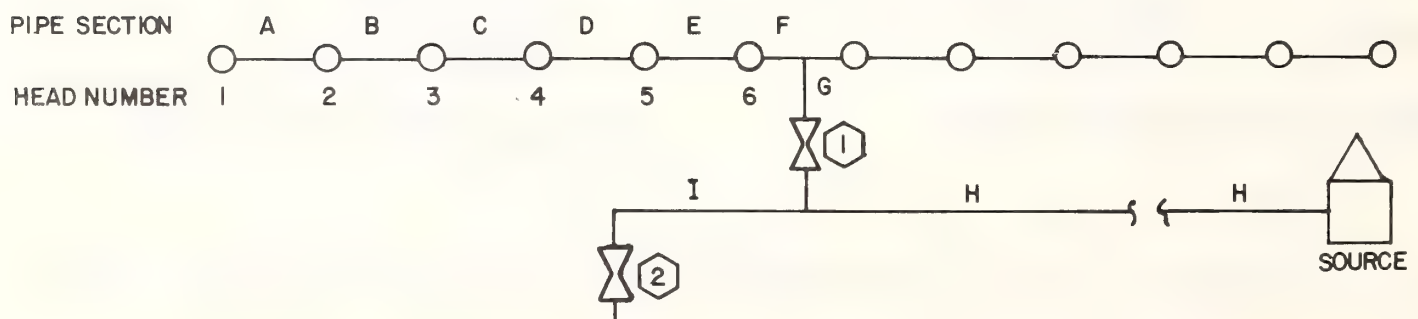 PIPE SECTION A B C D E F
HEAD NUMBER 1 2 3 4 5 6 G
1
I H H
2
SOURCE